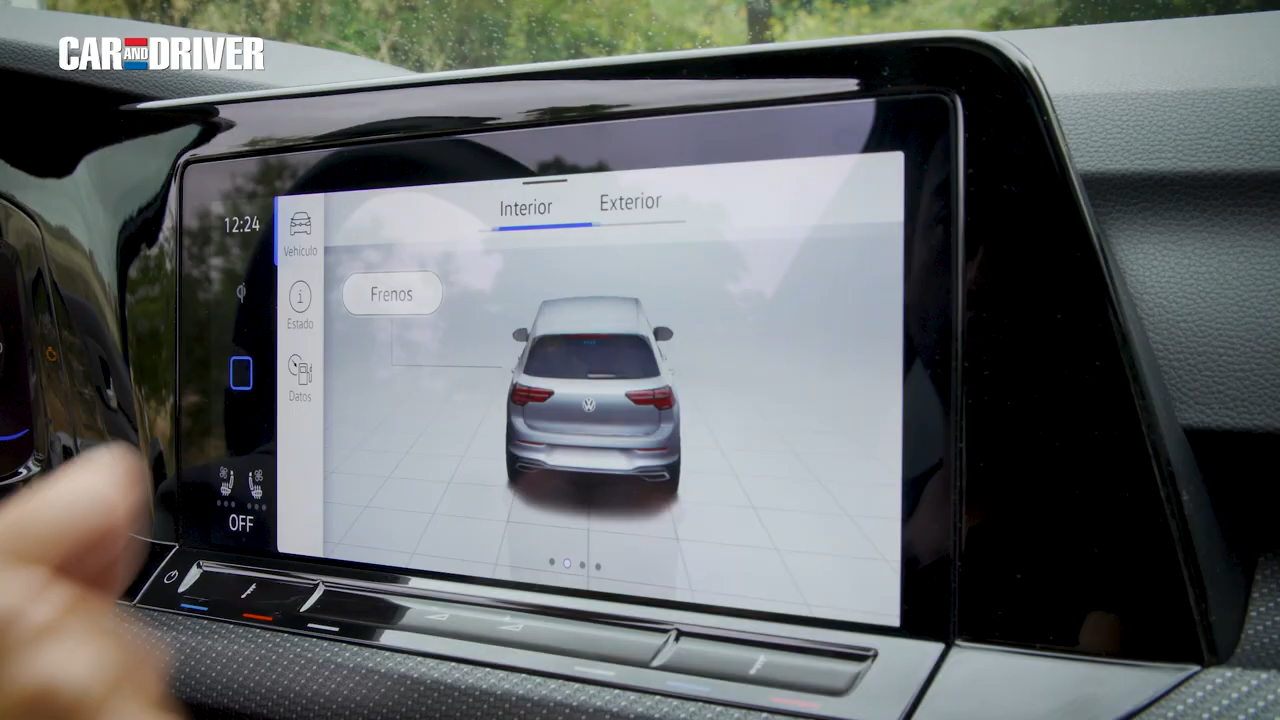 CAR AND DRIVER
Interior
Exterior
12:24
Vehículo
Frenos
Estado
Datos
OFF